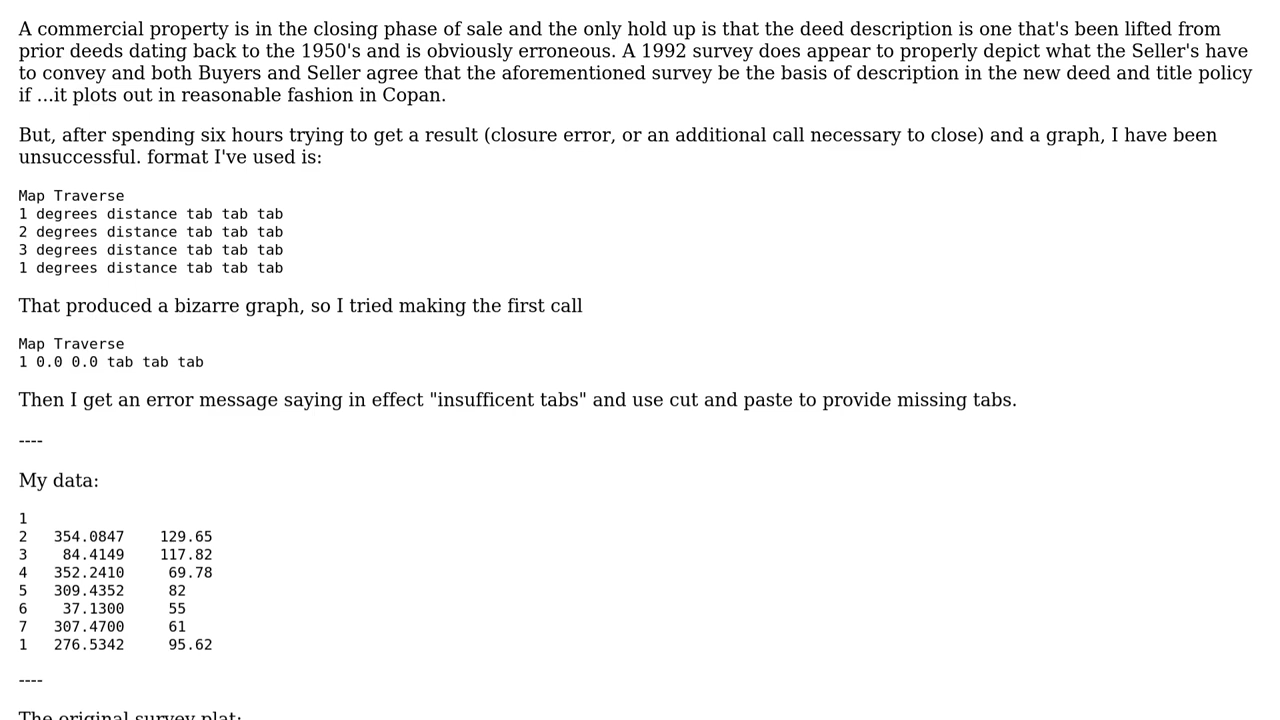 A commercial property is in the closing phase of sale and the only hold up is that the deed description is one that's been lifted from
prior deeds dating back to the 1950's and is obviously erroneous. A 1992 survey does appear to properly depict what the Seller's have
to convey and both Buyers and Seller agree that the aforementioned survey be the basis of description in the new deed and title policy
if ...it plots out in reasonable fashion in Copan.
But, after spending six hours trying to get a result (closure error, or an additional call necessary to close) and a graph, I have been
unsuccessful. format I've used is:
Map Traverse
1 degrees distance tab tab tab
2 degrees distance tab tab tab
3 degrees distance tab tab tab
1 degrees distance tab tab tab
That produced a bizarre graph, so I tried making the first call
Map Traverse
1 0.0 0.0 tab tab tab
Then I get an error message saying in effect "insufficent tabs" and use cut and paste to provide missing tabs.
----
My data:
1
2   354.0847    129.65
3    84.4149    117.82
4   352.2410     69.78
5   309.4352     82
6    37.1300     55
7   307.4700     61
1   276.5342     95.62
----
The original survey plat: